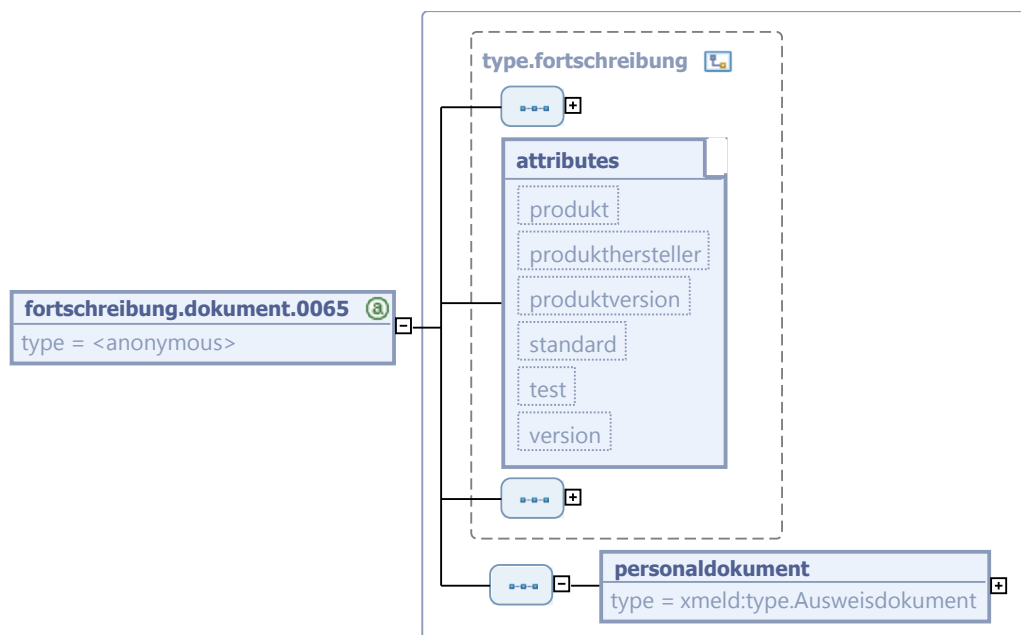 type.fortschreibung
attributes
produkt
produkthersteller
produktversion
fortschreibung.dokument.0065 @
type = <anonymous>
standard
test
version
personaldokument
type = xmeld:type.Ausweisdokument